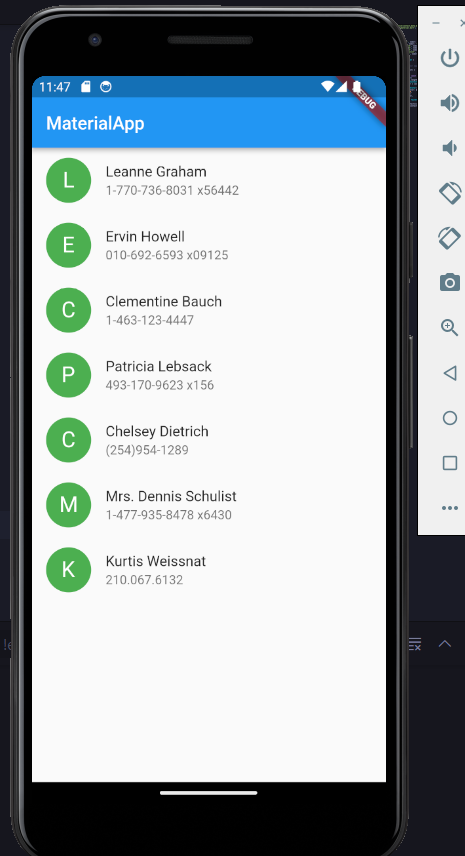 11:47
DEBUG
MaterialApp
L
Leanne Graham
1-770-736-8031 x56442
E
Ervin Howell
010-692-6593 x09125
C
Clementine Bauch
1-463-123-4447
P
Patricia Lebsack
493-170-9623 x156
C
Chelsey Dietrich
(254)954-1289
M
Mrs. Dennis Schulist
1-477-935-8478 x6430
K
Kurtis Weissnat
210.067.6132